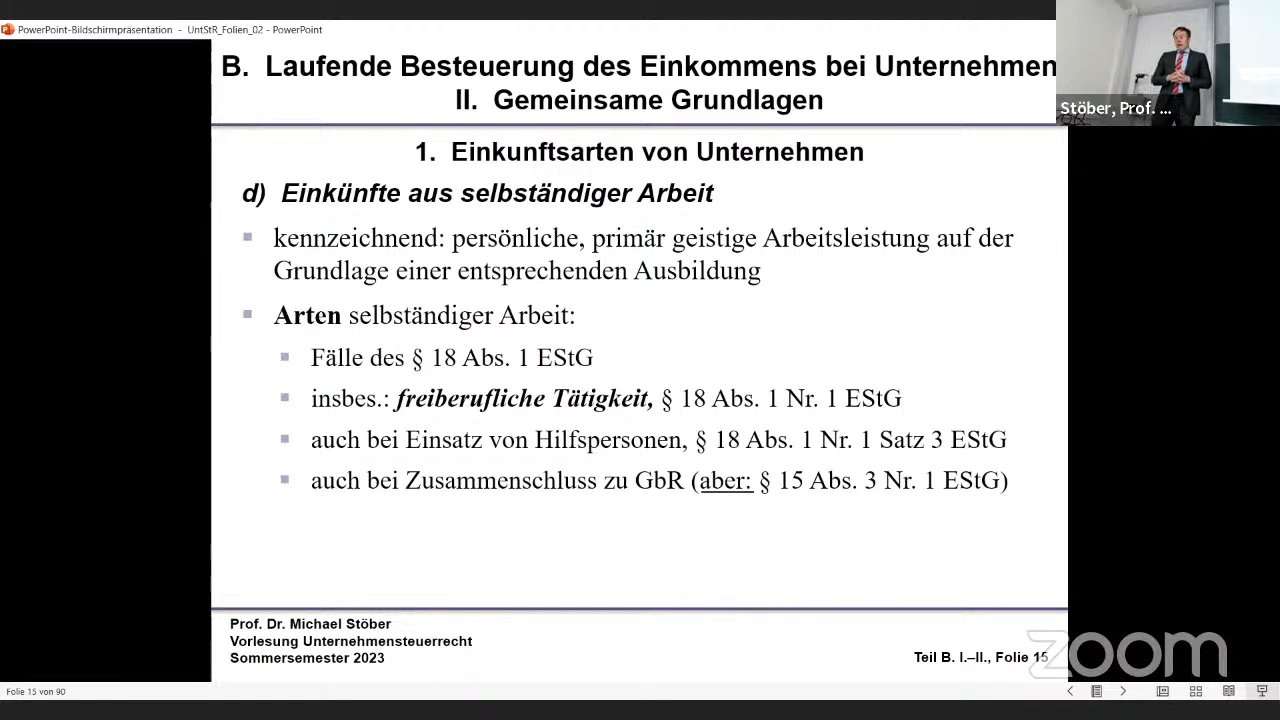 PowerPoint-Bildschirmpräsentation - UntStR_Folien_02 - PowerPoint
B. Laufende Besteuerung des Einkommens bei Unternehmen
II. Gemeinsame Grundlagen
Stöber, Prof. ...
1. Einkunftsarten von Unternehmen
d) Einkünfte aus selbständiger Arbeit
kennzeichnend: persönliche, primär geistige Arbeitsleistung auf der
Grundlage einer entsprechenden Ausbildung
Arten selbständiger Arbeit:
Fälle des § 18 Abs. 1 EStG
insbes.: freiberufliche Tätigkeit, § 18 Abs. 1 Nr. 1 EStG
auch bei Einsatz von Hilfspersonen, § 18 Abs. 1 Nr. 1 Satz 3 EStG
auch bei Zusammenschluss zu GbR (aber: § 15 Abs. 3 Nr. 1 EStG)
Prof. Dr. Michael Stöber
Vorlesung Unternehmensteuerrecht
Sommersemester 2023
Teil B. I.–II., Folie 15
zoom
Folie 15 von 90